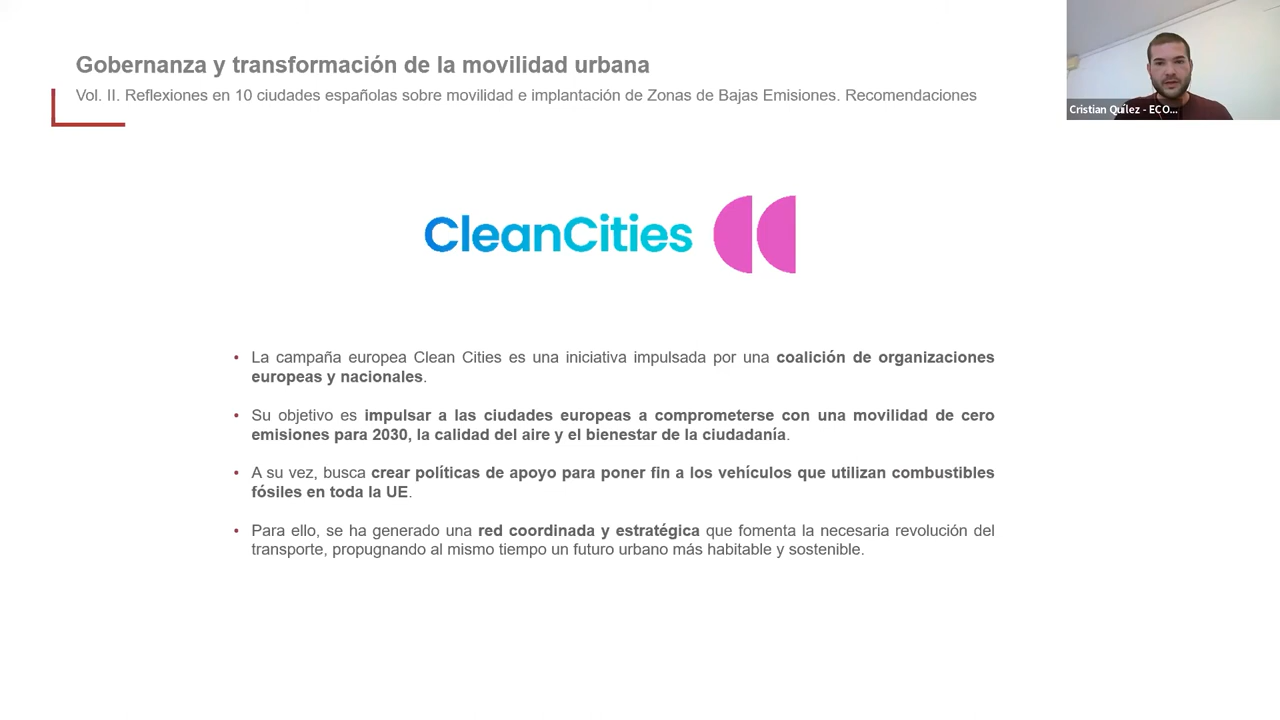 Gobernanza y transformación de la movilidad urbana
Vol. II. Reflexiones en 10 ciudades españolas sobre movilidad e implantación de Zonas de Bajas Emisiones. Recomendaciones
Cristian Quílez - ECO...
CleanCities
• La campaña europea Clean Cities es una iniciativa impulsada por una coalición de organizaciones
europeas y nacionales.
• Su objetivo es impulsar a las ciudades europeas a comprometerse con una movilidad de cero
emisiones para 2030, la calidad del aire y el bienestar de la ciudadanía.
• A su vez, busca crear políticas de apoyo para poner fin a los vehículos que utilizan combustibles
fósiles en toda la UE.
• Para ello, se ha generado una red coordinada y estratégica que fomenta la necesaria revolución del
transporte, propugnando al mismo tiempo un futuro urbano más habitable y sostenible.